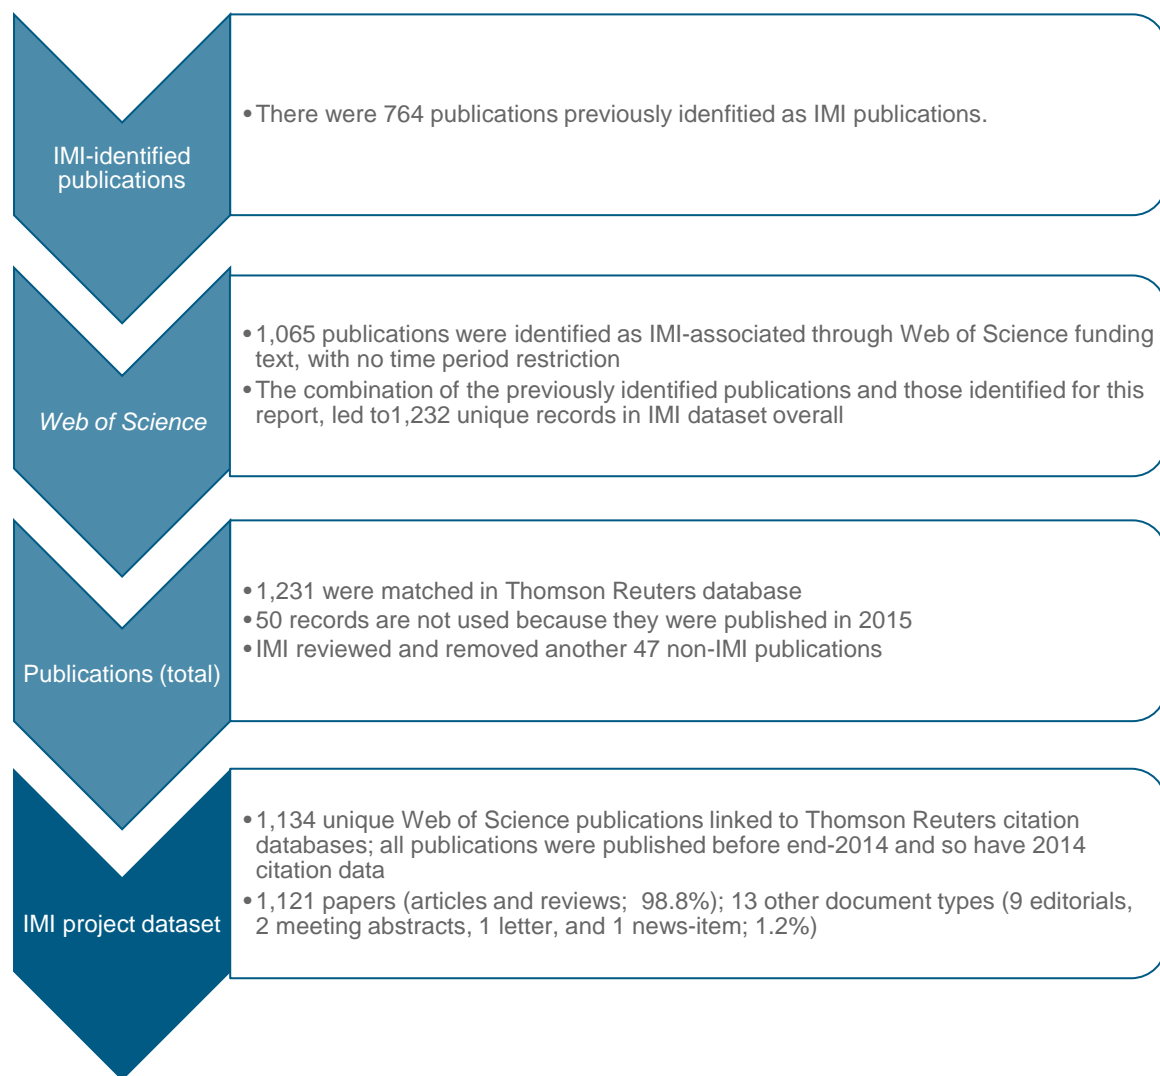 IMI-identified
publications
•There were 764 publications previously idenfitied as IMI publications.
Web of Science
•1,065 publications were identified as IMI-associated through Web of Science funding
text, with no time period restriction
•The combination of the previously identified publications and those identified for this
report, led to1,232 unique records in IMI dataset overall
Publications (total)
•1,231 were matched in Thomson Reuters database
•50 records are not used because they were published in 2015
•IMI reviewed and removed another 47 non-IMI publications
IMI project dataset
•1,134 unique Web of Science publications linked to Thomson Reuters citation
databases; all publications were published before end-2014 and so have 2014
citation data
•1,121 papers (articles and reviews;  98.8%); 13 other document types (9 editorials,
2 meeting abstracts, 1 letter, and 1 news-item; 1.2%)